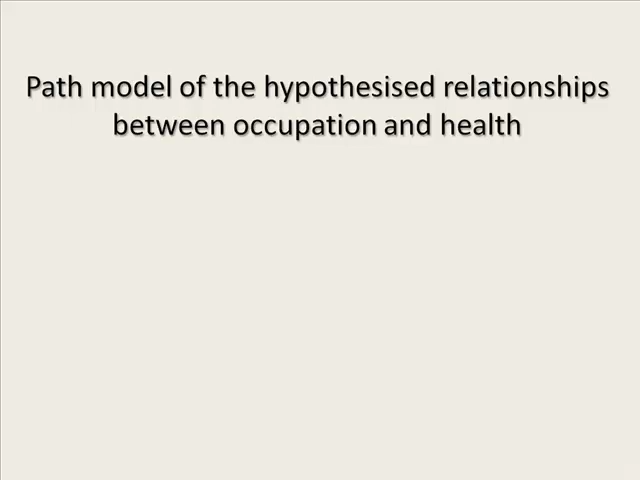 Path model of the hypothesised relationships
between occupation and health